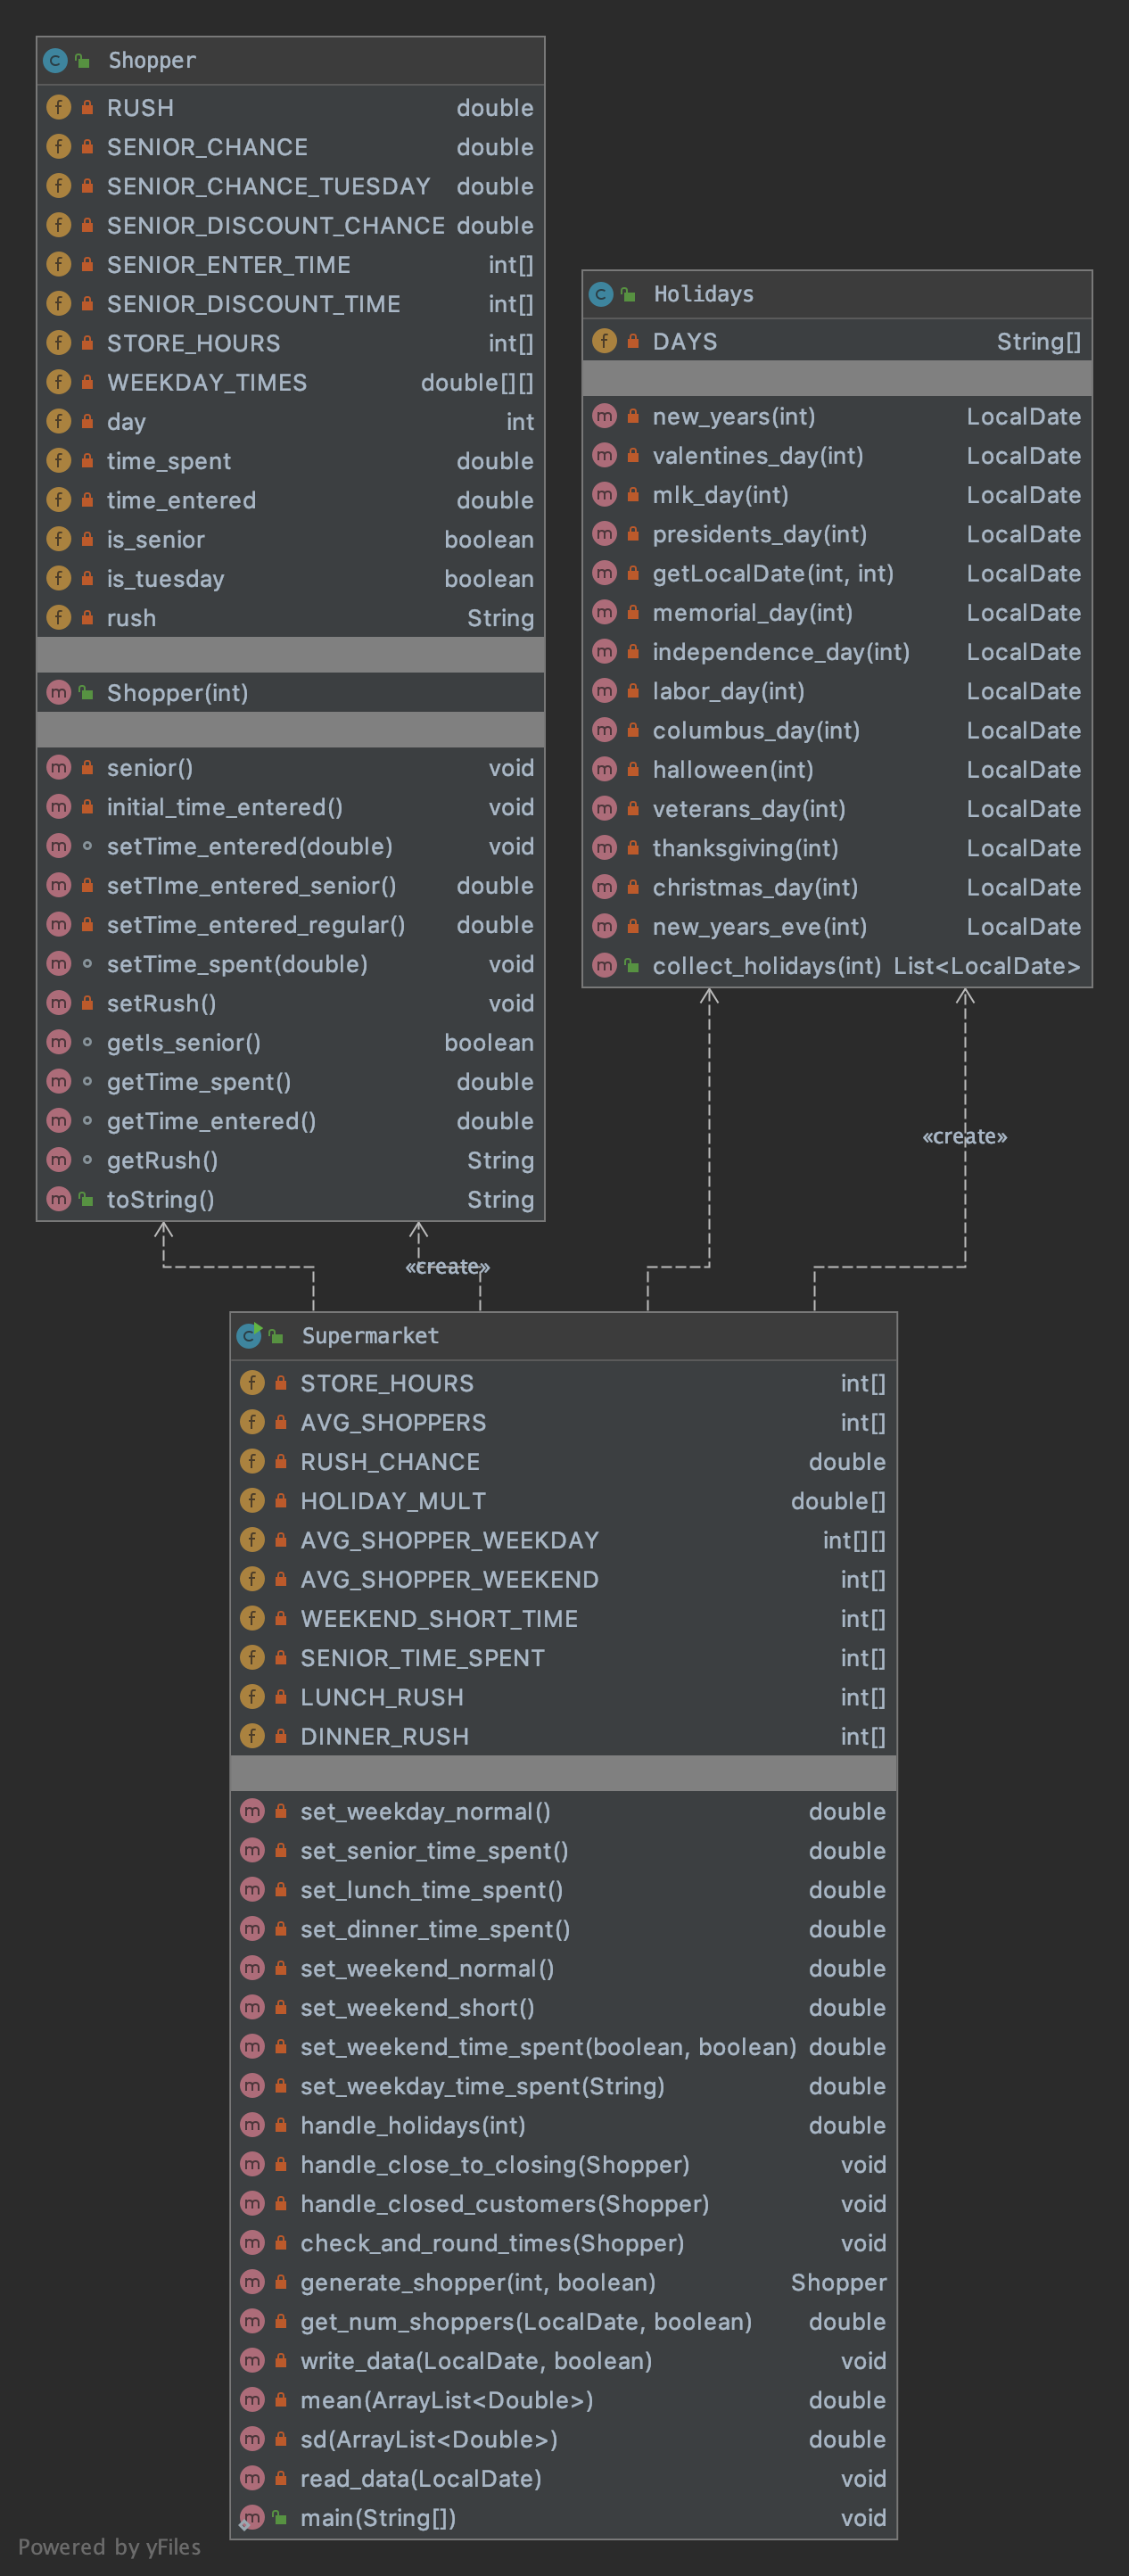 Shopper
RUSH double
SENIOR_CHANCE double
SENIOR_CHANCE_TUESDAY double
SENIOR_DISCOUNT_CHANCE double
SENIOR_ENTER_TIME int[]
SENIOR_DISCOUNT_TIME int[]
STORE_HOURS int[]
WEEKDAY_TIMES double[][]
day int
time_spent double
time_entered double
is_senior boolean
is_tuesday boolean
rush String
Shopper(int)
senior() void
initial_time_entered() void
setTime_entered(double) void
setTIme_entered_senior() double
setTime_entered_regular() double
setTime_spent(double) void
setRush() void
getIs_senior() boolean
getTime_spent() double
getTime_entered() double
getRush() String
toString() String
Holidays
DAYS String[]
new_years(int) LocalDate
valentines_day(int) LocalDate
mlk_day(int) LocalDate
presidents_day(int) LocalDate
getLocalDate(int, int) LocalDate
memorial_day(int) LocalDate
independence_day(int) LocalDate
labor_day(int) LocalDate
columbus_day(int) LocalDate
halloween(int) LocalDate
veterans_day(int) LocalDate
thanksgiving(int) LocalDate
christmas_day(int) LocalDate
new_years_eve(int) LocalDate
collect_holidays(int) List<LocalDate>
«create»
«create»
Supermarket
STORE_HOURS int[]
AVG_SHOPPERS int[]
RUSH_CHANCE double
HOLIDAY_MULT double[]
AVG_SHOPPER_WEEKDAY int[][]
AVG_SHOPPER_WEEKEND int[]
WEEKEND_SHORT_TIME int[]
SENIOR_TIME_SPENT int[]
LUNCH_RUSH int[]
DINNER_RUSH int[]
set_weekday_normal() double
set_senior_time_spent() double
set_lunch_time_spent() double
set_dinner_time_spent() double
set_weekend_normal() double
set_weekend_short() double
set_weekend_time_spent(boolean, boolean) double
set_weekday_time_spent(String) double
handle_holidays(int) double
handle_close_to_closing(Shopper) void
handle_closed_customers(Shopper) void
check_and_round_times(Shopper) void
generate_shopper(int, boolean) Shopper
get_num_shoppers(LocalDate, boolean) double
write_data(LocalDate, boolean) void
mean(ArrayList<Double>) double
sd(ArrayList<Double>) double
read_data(LocalDate) void
main(String[]) void
Powered by yFiles